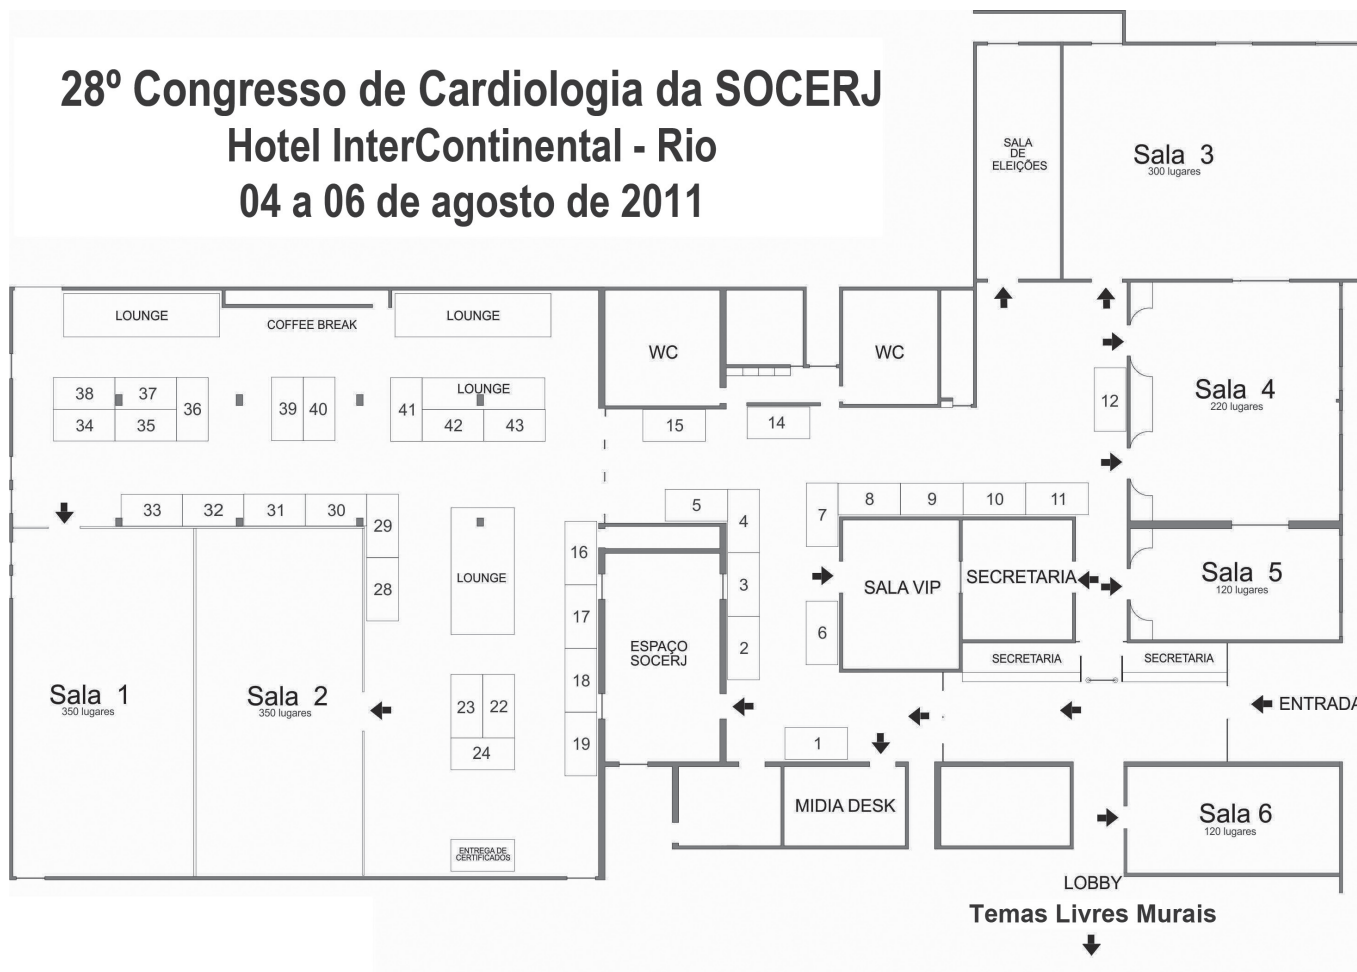 28º Congresso de Cardiologia da SOCERJ
Hotel InterContinental - Rio
04 a 06 de agosto de 2011
SALA
DE
ELEIÇÕES
Sala 3
300 lugares
LOUNGE
COFFEE BREAK
LOUNGE
WC
WC
38
37
36
34
35
39
40
41
LOUNGE
42
43
15
14
12
Sala 4
220 lugares
33
32
31
30
29
28
LOUNGE
5
4
3
2
7
8
9
10
11
6
16
17
18
19
ESPAÇO
SOCERJ
SALA VIP
SECRETARIA
Sala 5
120 lugares
SECRETARIA
SECRETARIA
Sala 1
350 lugares
Sala 2
350 lugares
23
22
24
1
ENTRADA
MIDIA DESK
Sala 6
120 lugares
ENTREGA DE
CERTIFICADOS
LOBBY
Temas Livres Murais